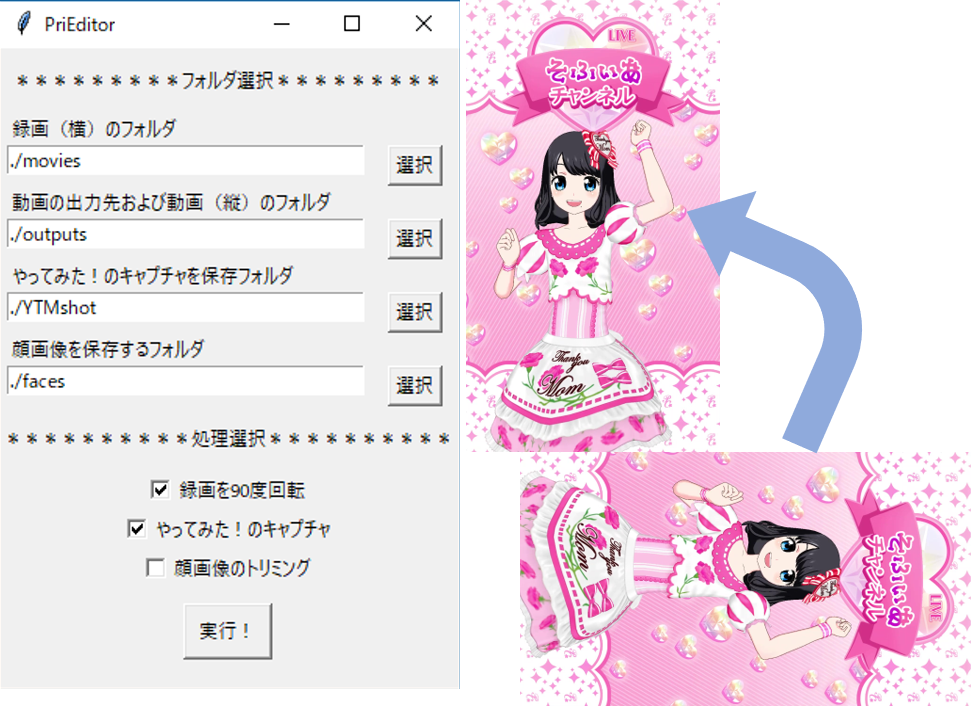 PriEditor
*********フォルダ選択*********
録画（横）のフォルダ
./movies
選択
動画の出力先および動画（縦）のフォルダ
./outputs
選択
やってみた！のキャプチャを保存フォルダ
./YTMshot
選択
顔画像を保存するフォルダ
./faces
選択
**********処理選択**********
録画を90度回転
やってみた！のキャプチャ
顔画像のトリミング
実行！
LIVE
そふぃあ
チャンネル
Thank
you
Mom
LIVE
そふぃあ
チャンネル
Thank
you
Mom